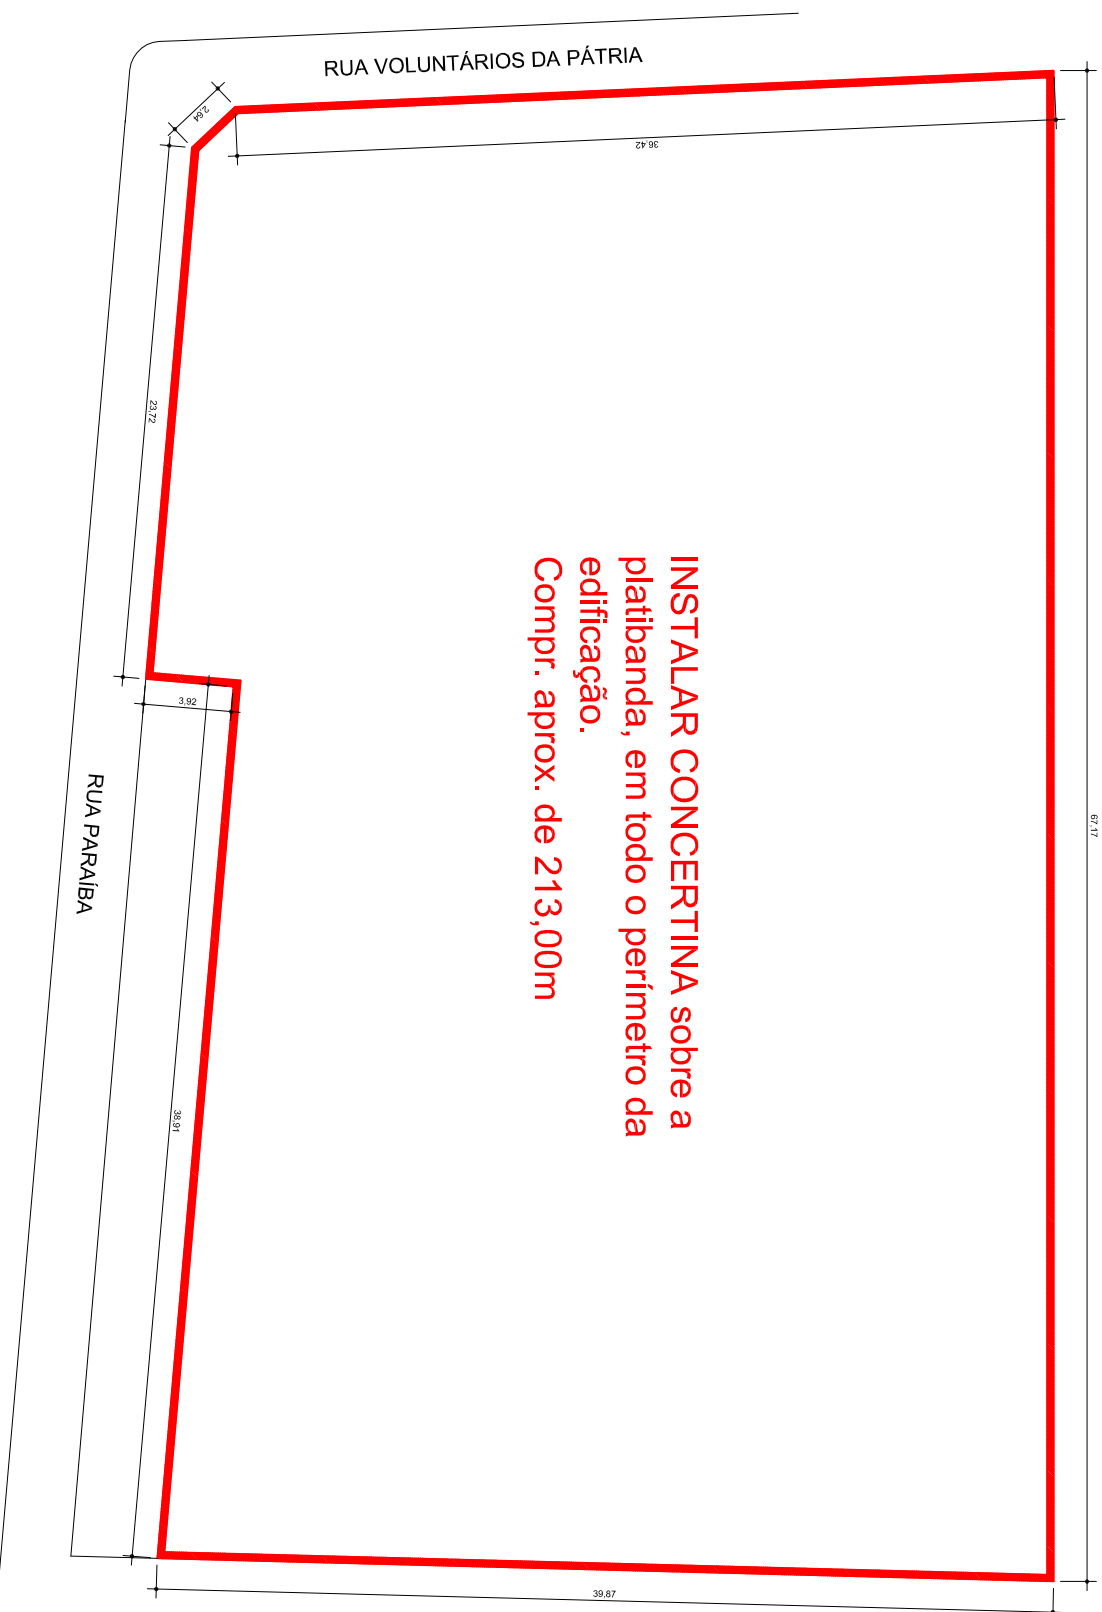 RUA VOLUNTÁRIOS DA PÁTRIA
2,64
36,42
23,72
3,92
RUA PARAÍBA
38,91
67,17
39,87
INSTALAR CONCERTINA sobre a
platibanda, em todo o perímetro da
edificação.
Compr. aprox. de 213,00m